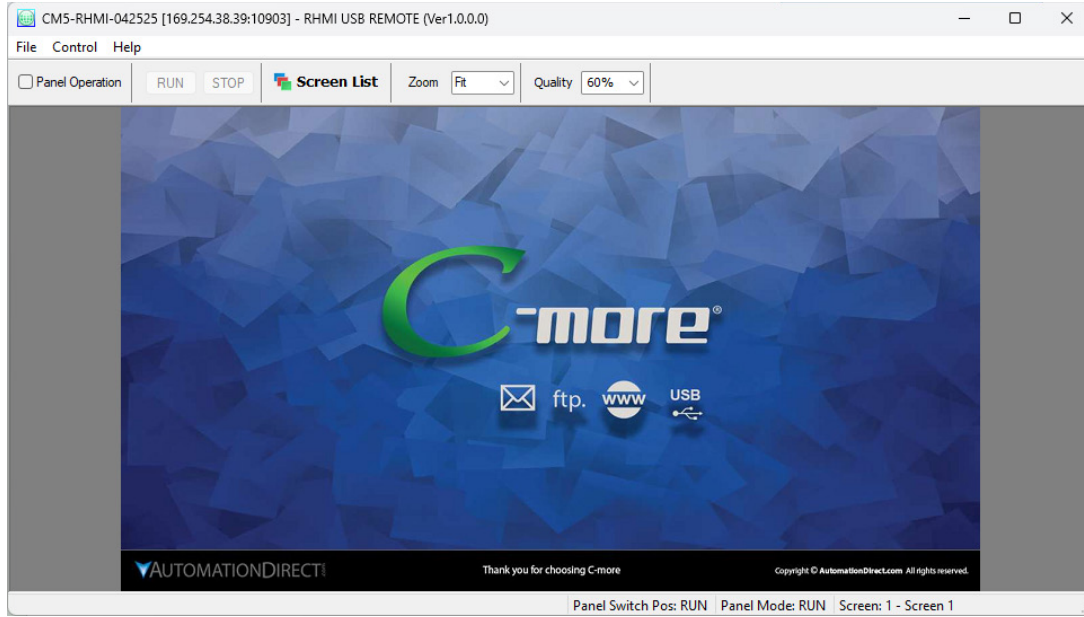 CM5-RHMI-042525 [169.254.38.39:10903] - RHMI USB REMOTE (Ver1.0.0.0)
File Control Help
Panel Operation RUN STOP Screen List Zoom Fit Quality 60%
C-more®
ftp. www USB
AUTOMATIONDIRECT Thank you for choosing C-more Copyright © AutomationDirect.com All rights reserved.
Panel Switch Pos: RUN Panel Mode: RUN Screen: 1 - Screen 1